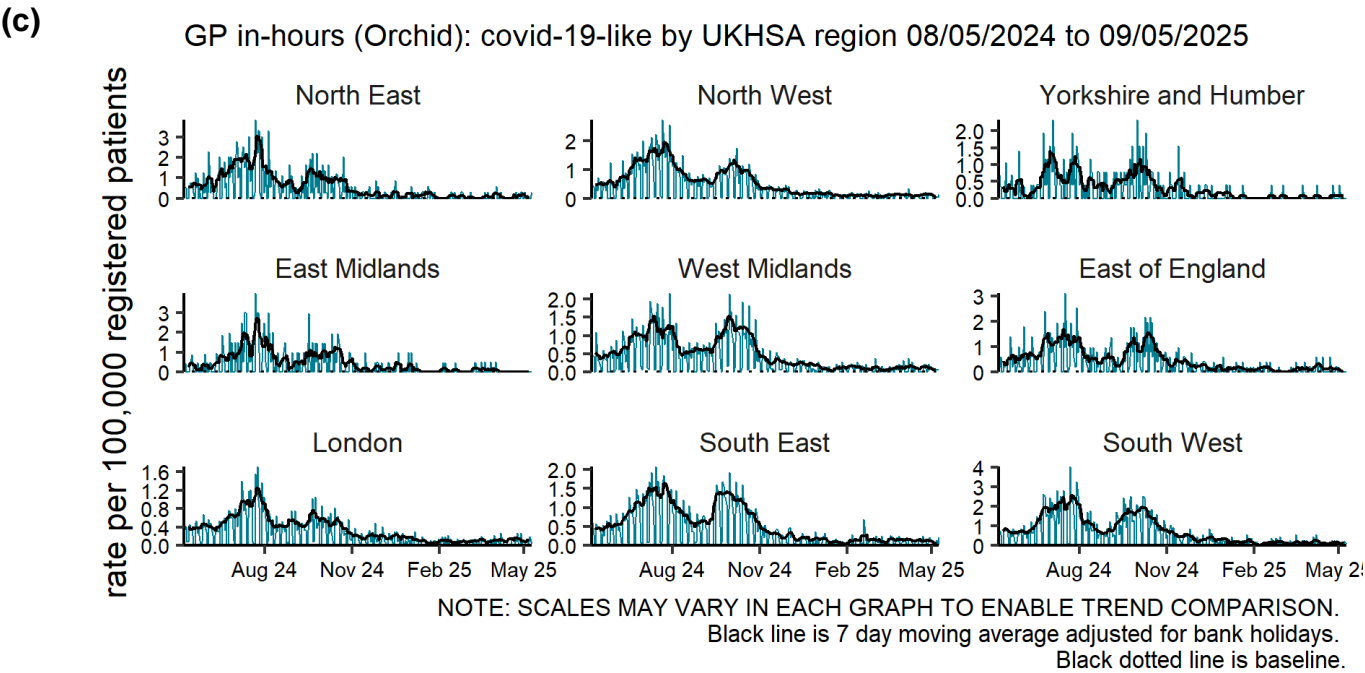 (c)
GP in-hours (Orchid): covid-19-like by UKHSA region 08/05/2024 to 09/05/2025
rate per 100,000 registered patients
North East
North West
Yorkshire and Humber
3
2
1
0
2
1
0
2.0
1.5
1.0
0.5
0.0
East Midlands
West Midlands
East of England
3
2
1
0
2.0
1.5
1.0
0.5
0.0
3
2
1
0
London
South East
South West
1.6
1.2
0.8
0.4
0.0
2.0
1.5
1.0
0.5
0.0
4
3
2
1
0
Aug 24 Nov 24 Feb 25 May 25
Aug 24 Nov 24 Feb 25 May 25
Aug 24 Nov 24 Feb 25 May 25
NOTE: SCALES MAY VARY IN EACH GRAPH TO ENABLE TREND COMPARISON.
Black line is 7 day moving average adjusted for bank holidays.
Black dotted line is baseline.